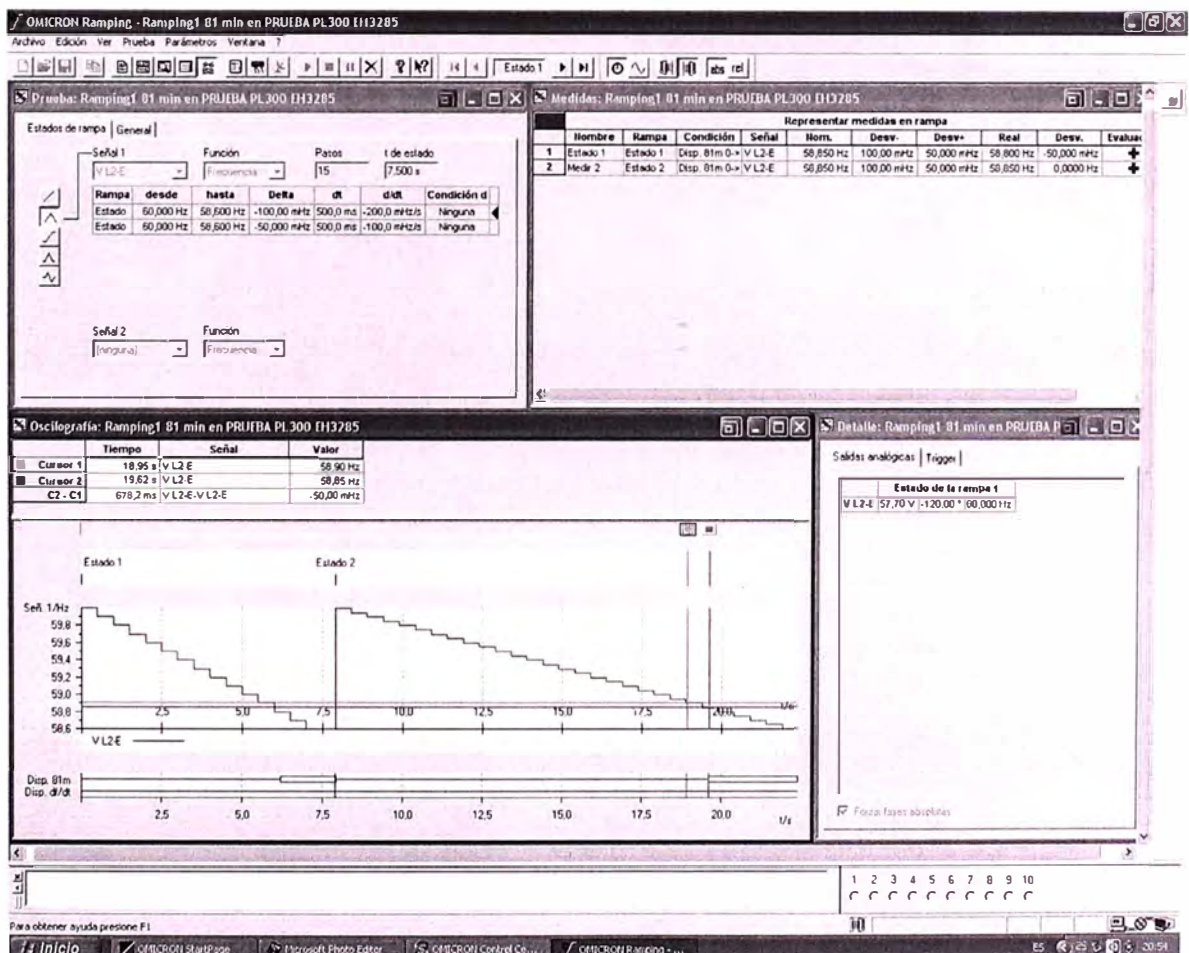 OMICRON Ramping - Ramping1 81 min en PRUEBA PL300 EH3285
Archivo Edición Ver Prueba Parámetros Ventana ?
Estado 1
abs rel
Prueba: Ramping1 81 min en PRUEBA PL300 EH3285
Estados de rampa General
Señal 1 Función Pasos t de estado
V L2-E Frecuencia 15 7,500 s
Rampa desde hasta Delta dt d/dt Condición d
Estado 60,000 Hz 58,600 Hz -100,00 mHz 500,0 ms -200,0 mHz/s Ninguna
Estado 60,000 Hz 58,600 Hz -50,000 mHz 500,0 ms -100,0 mHz/s Ninguna
Señal 2 Función
(ninguna) Frecuencia
Medidas: Ramping1 81 min en PRUEBA PL300 EH3285
Representar medidas en rampa
Nombre Rampa Condición Señal Nom. Desv- Desv+ Real Desv. Evaluac
1 Estado 1 Estado 1 Disp. 81m 0-> V L2-E 58,850 Hz 100,00 mHz 50,000 mHz 58,800 Hz -50,000 mHz +
2 Medir 2 Estado 2 Disp. 81m 0-> V L2-E 58,850 Hz 100,00 mHz 50,000 mHz 58,850 Hz 0,0000 Hz +
Oscilografía: Ramping1 81 min en PRUEBA PL300 EH3285
Tiempo Señal Valor
Cursor 1 18,95 s V L2-E 58,90 Hz
Cursor 2 19,62 s V L2-E 58,85 Hz
C2 - C1 678,2 ms V L2-E-V L2-E -50,00 mHz
Estado 1 Estado 2
Señ. 1/Hz
59,8
59,6
59,4
59,2
59,0
58,8
58,6
2,5 5,0 7,5 10,0 12,5 15,0 17,5 20,0 t/s
V L2-E
Disp. 81m
Disp. df/dt
2,5 5,0 7,5 10,0 12,5 15,0 17,5 20,0 t/s
Detalle: Ramping1 81 min en PRUEBA P
Salidas analógicas Trigger
Estado de la rampa 1
V L2-E 57,70 V -120,00 ° 60,000 Hz
Forzar fases absolutas
1 2 3 4 5 6 7 8 9 10
Para obtener ayuda presione F1
Inicio OMICRON StartPage Microsoft Photo Editor OMICRON Control Ce... OMICRON Ramping - ... ES 20:54